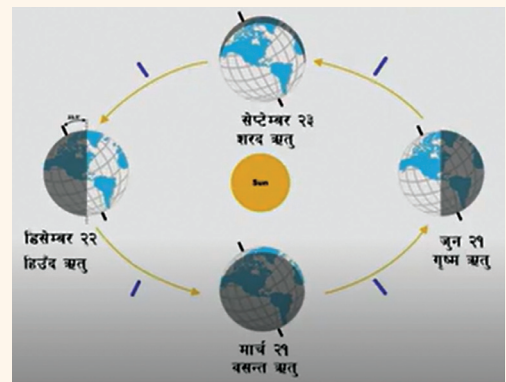 सेप्टेम्बर २३
शरद ऋतु
Sun
डिसेम्बर २२
हिउँद ऋतु
जुन २१
गृष्म ऋतु
मार्च २१
वसन्त ऋतु